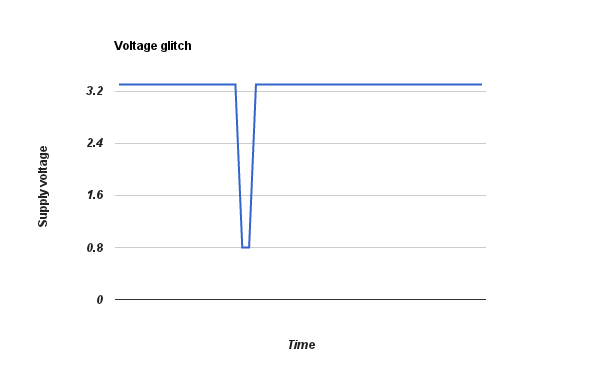 Voltage glitch
3.2
2.4
1.6
0.8
0
Supply voltage
Time